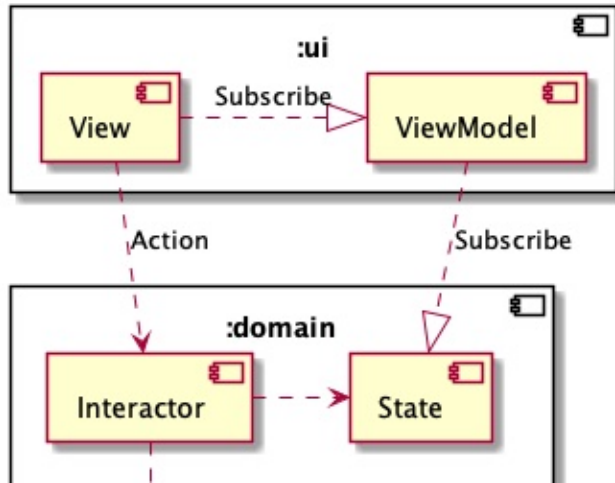 :ui
View
Subscribe
ViewModel
Action
Subscribe
:domain
Interactor
State